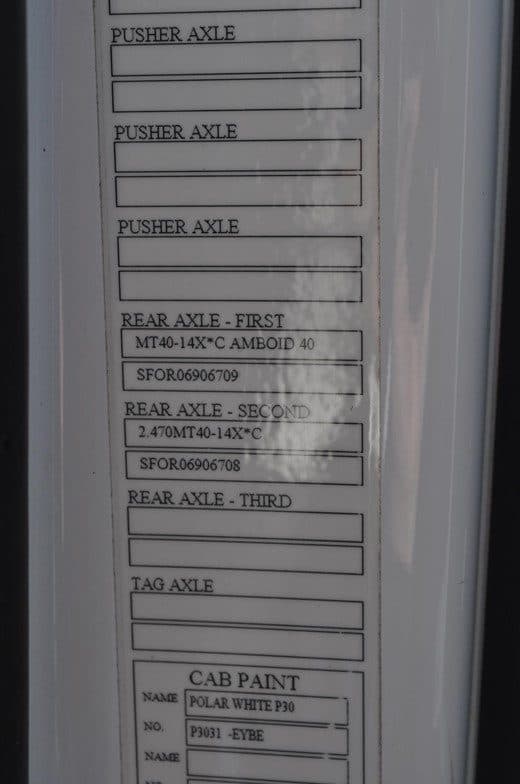 PUSHER AXLE
PUSHER AXLE
PUSHER AXLE
REAR AXLE - FIRST
MT40-14X*C AMBOID 40
SFOR06906709
REAR AXLE - SECOND
2.470MT40-14X*C
SFOR06906708
REAR AXLE - THIRD
TAG AXLE
CAB PAINT
NAME POLAR WHITE P30
NO. P3031 -EYBE
NAME